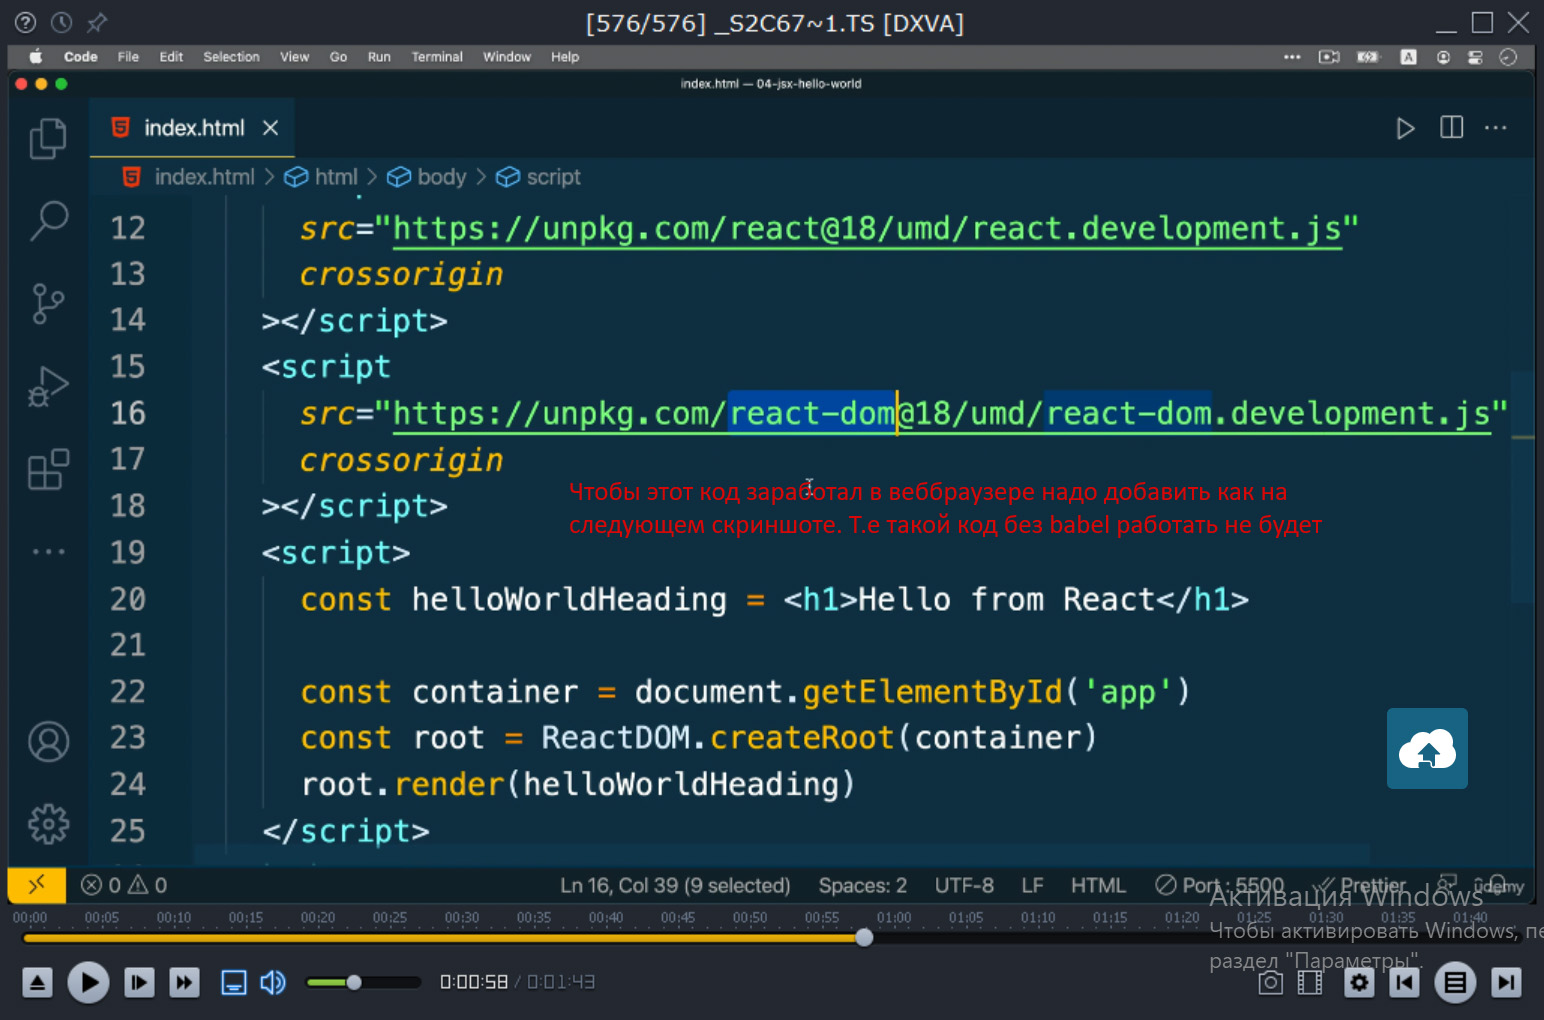 [576/576] _S2C67~1.TS [DXVA]
Code File Edit Selection View Go Run Terminal Window Help
index.html — 04-jsx-hello-world
index.html
index.html > html > body > script
12 src="https://unpkg.com/react@18/umd/react.development.js"
13 crossorigin
14 ></script>
15 <script
16 src="https://unpkg.com/react-dom@18/umd/react-dom.development.js"
17 crossorigin
18 ></script>
Чтобы этот код заработал в веббраузере надо добавить как на
следующем скриншоте. Т.е такой код без babel работать не будет
19 <script>
20 const helloWorldHeading = <h1>Hello from React</h1>
21
22 const container = document.getElementById('app')
23 const root = ReactDOM.createRoot(container)
24 root.render(helloWorldHeading)
25 </script>
0 0 Ln 16, Col 39 (9 selected) Spaces: 2 UTF-8 LF HTML Port : 5500 Prettier
ûdemy
Активация Windows
00:00 00:05 00:10 00:15 00:20 00:25 00:30 00:35 00:40 00:45 00:50 00:55 01:00 01:05 01:10 01:15 01:20 01:25 01:30 01:35 01:40
Чтобы активировать Windows, пе
раздел "Параметры".
0:00:58 / 0:01:43